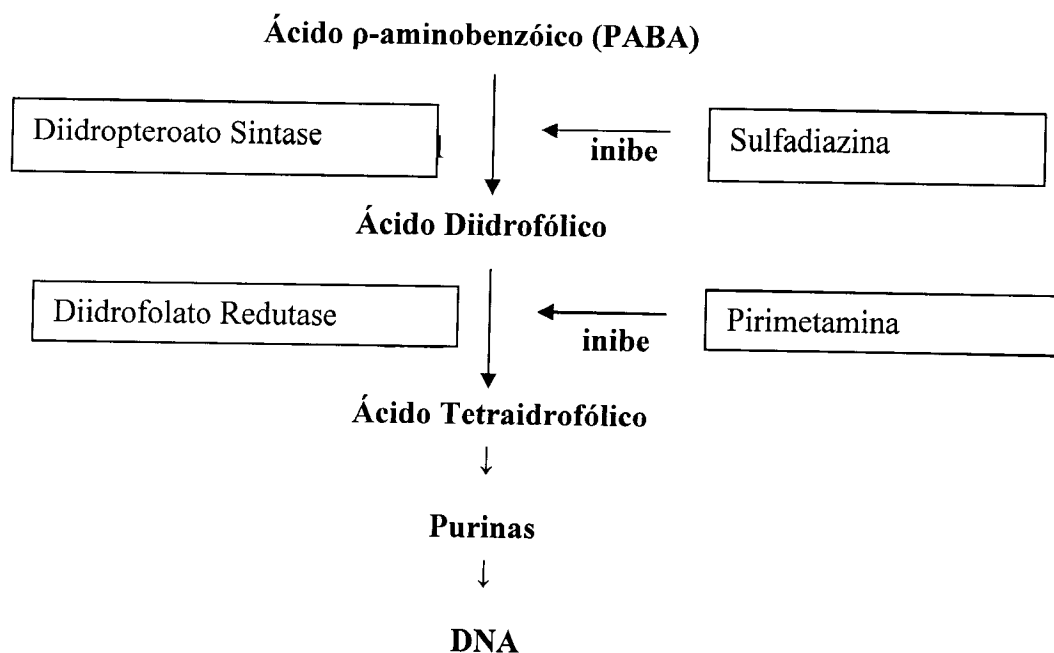 Ácido ρ-aminobenzóico (PABA)
Diidropteroato Sintase
inibe
Sulfadiazina
Ácido Diidrofólico
Diidrofolato Redutase
inibe
Pirimetamina
Ácido Tetraidrofólico
↓
Purinas
↓
DNA